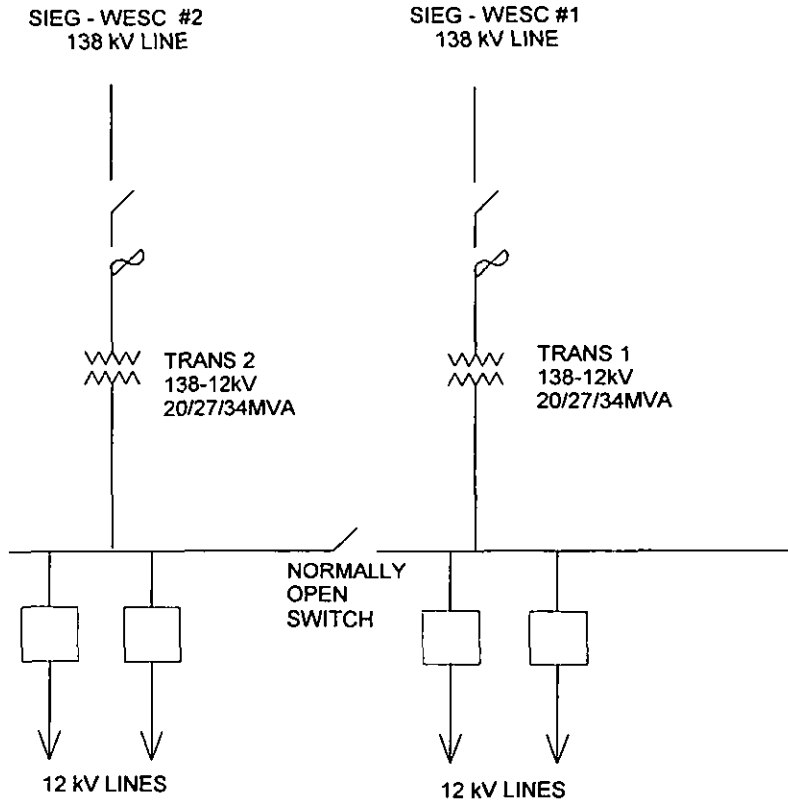 SIEG - WESC #2
138 kV LINE
SIEG - WESC #1
138 kV LINE
TRANS 2
138-12kV
20/27/34MVA
TRANS 1
138-12kV
20/27/34MVA
NORMALLY
OPEN
SWITCH
12 kV LINES
12 kV LINES